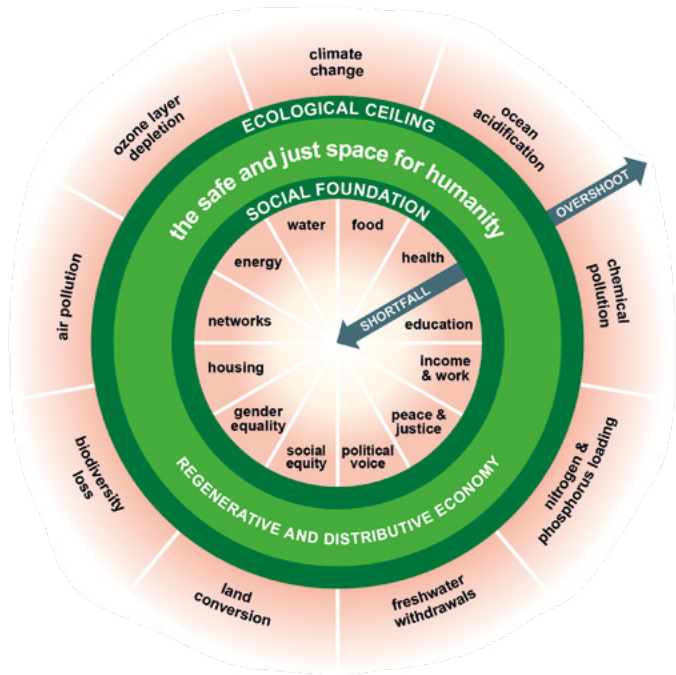 climate
change
ocean
acidification
OVERSHOOT
chemical
pollution
nitrogen &
phosphorus loading
freshwater
withdrawals
land
conversion
biodiversity
loss
air pollution
ozone layer
depletion
ECOLOGICAL CEILING
the safe and just space for humanity
SOCIAL FOUNDATION
water
food
health
SHORTFALL
education
income
& work
peace &
justice
political
voice
social
equity
gender
equality
housing
networks
energy
REGENERATIVE AND DISTRIBUTIVE ECONOMY